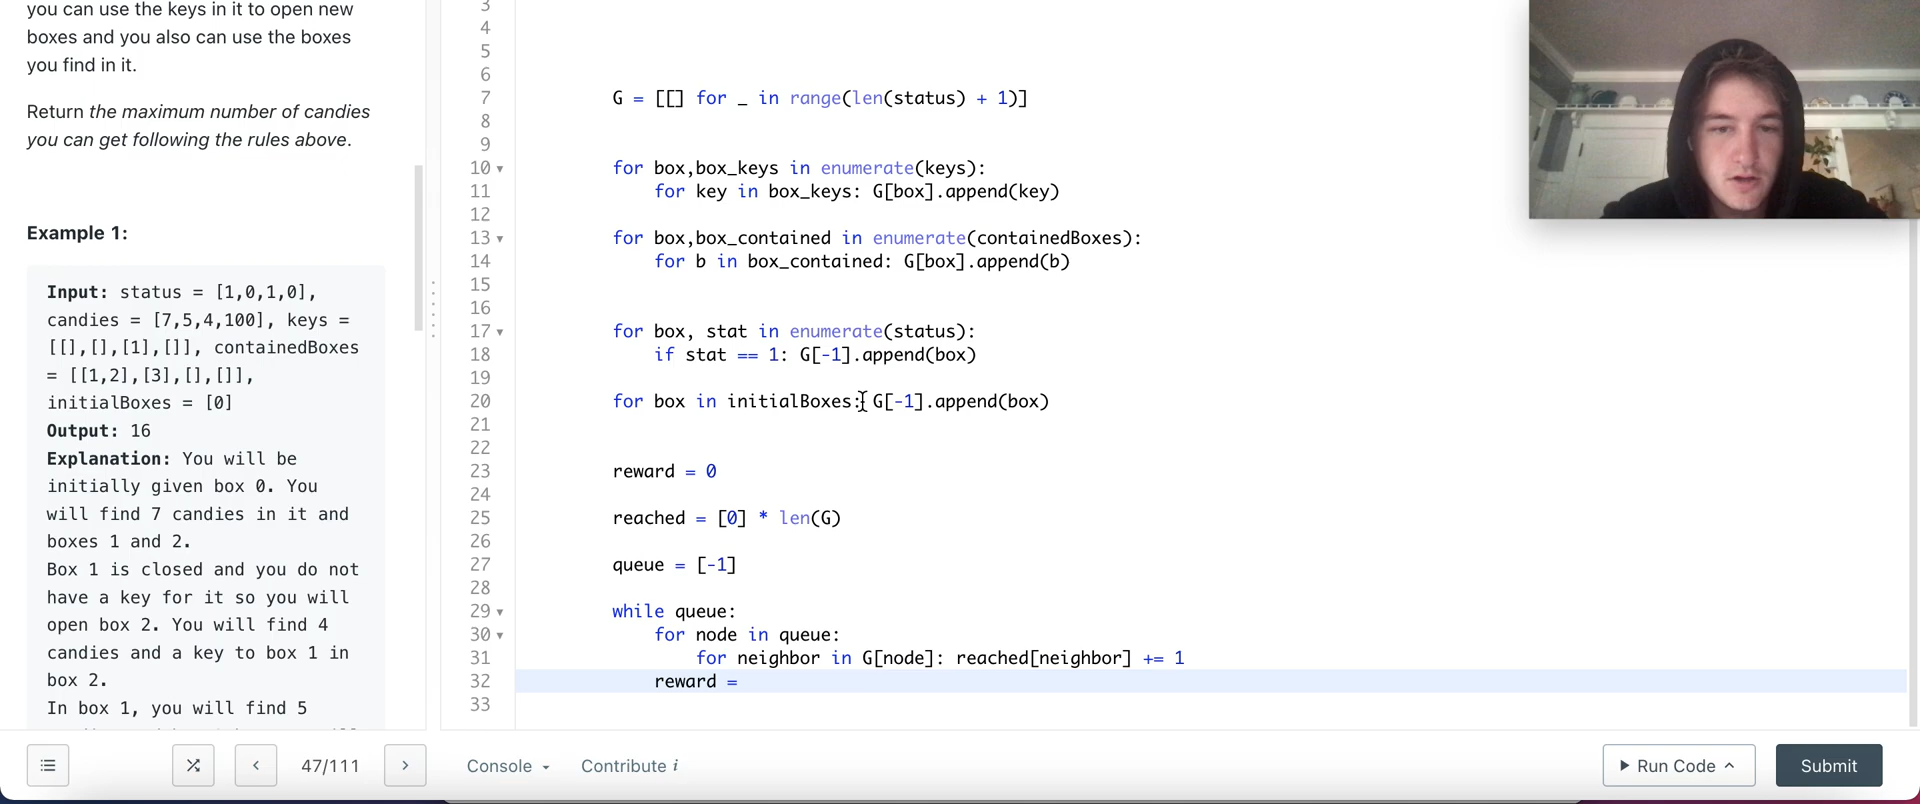 you can use the keys in it to open new
boxes and you also can use the boxes
you find in it.
Return the maximum number of candies
you can get following the rules above.
Example 1:
Input: status = [1,0,1,0],
candies = [7,5,4,100], keys =
[[],[],[1],[]], containedBoxes
= [[1,2],[3],[],[]],
initialBoxes = [0]
Output: 16
Explanation: You will be
initially given box 0. You
will find 7 candies in it and
boxes 1 and 2.
Box 1 is closed and you do not
have a key for it so you will
open box 2. You will find 4
candies and a key to box 1 in
box 2.
In box 1, you will find 5
3
4
5
6
7 G = [[] for _ in range(len(status) + 1)]
8
9
10 for box,box_keys in enumerate(keys):
11 for key in box_keys: G[box].append(key)
12
13 for box,box_contained in enumerate(containedBoxes):
14 for b in box_contained: G[box].append(b)
15
16
17 for box, stat in enumerate(status):
18 if stat == 1: G[-1].append(box)
19
20 for box in initialBoxes: G[-1].append(box)
21
22
23 reward = 0
24
25 reached = [0] * len(G)
26
27 queue = [-1]
28
29 while queue:
30 for node in queue:
31 for neighbor in G[node]: reached[neighbor] += 1
32 reward =
33
47/111
Console
Contribute i
Run Code
Submit